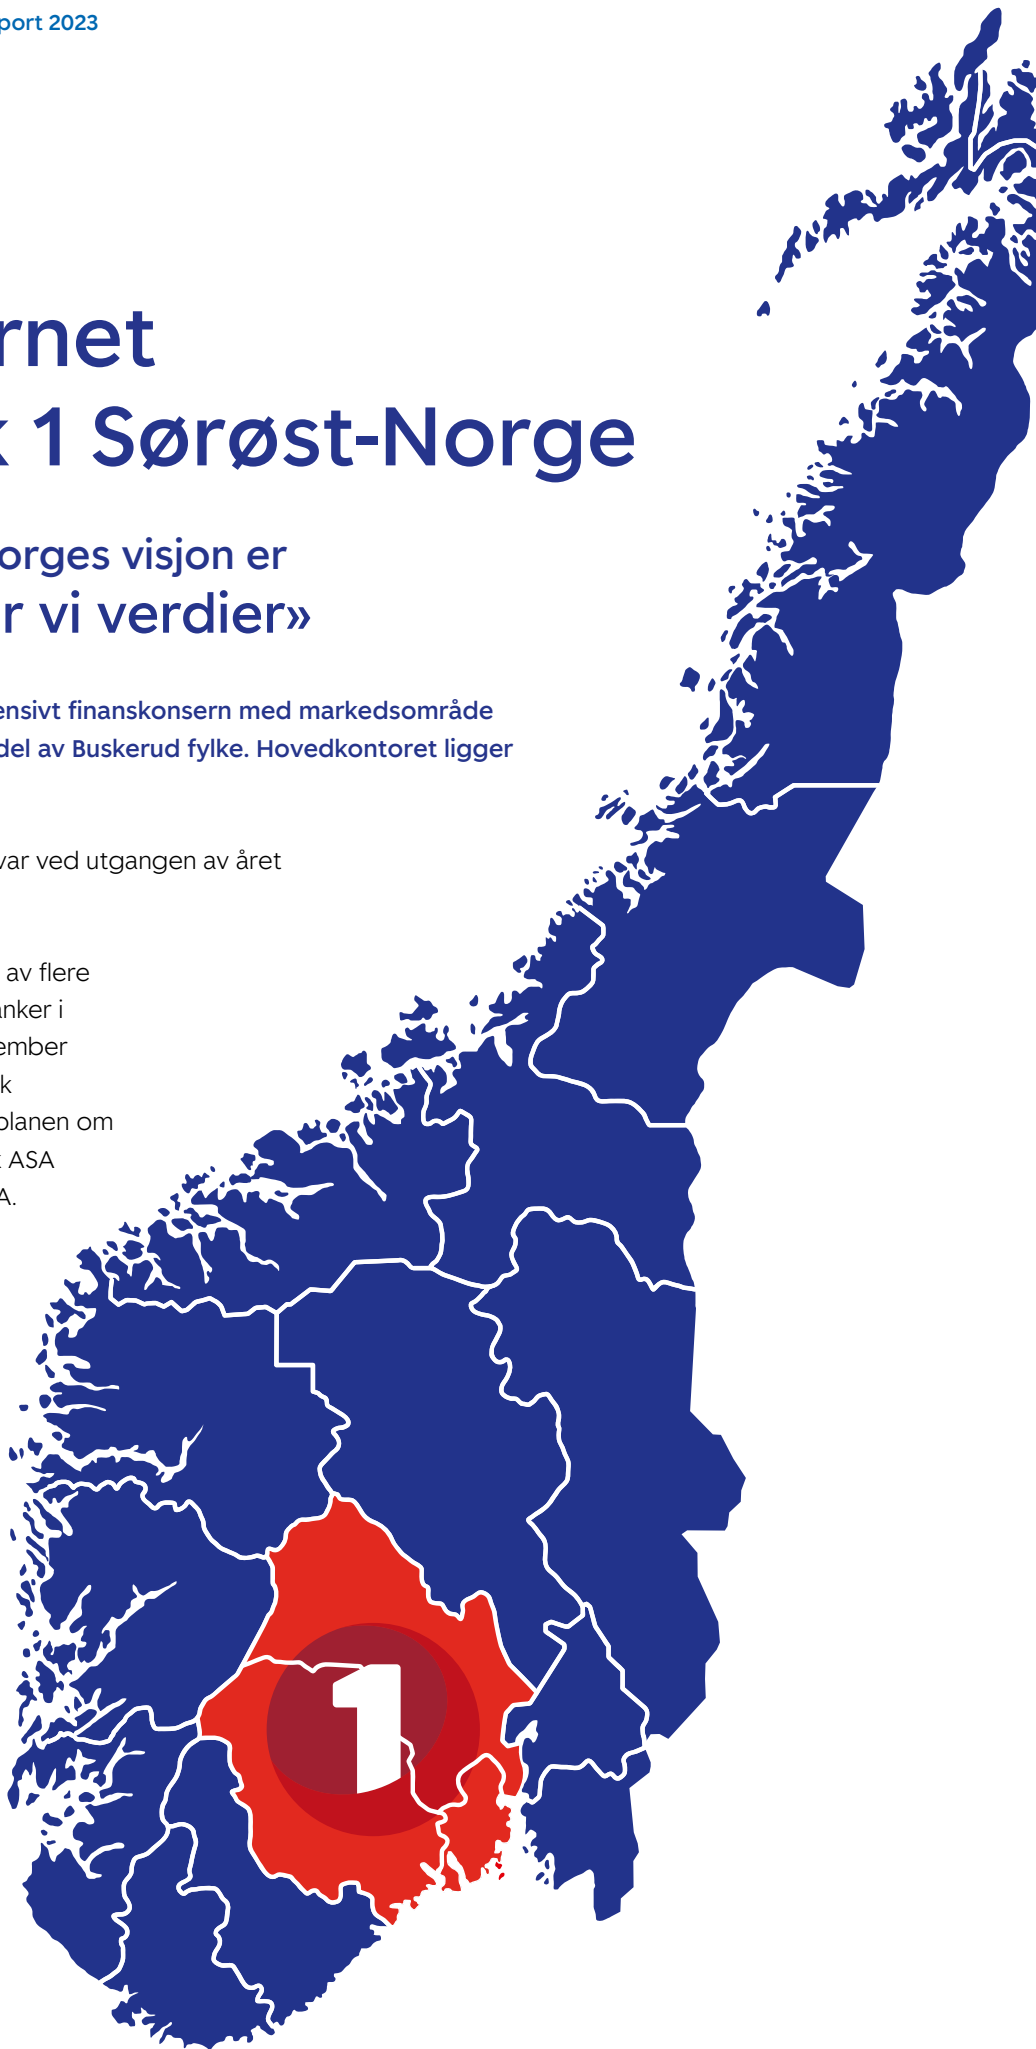 port 2023
rnet
k 1 Sørøst-Norge
orges visjon er
r vi verdier»
ensivt finanskonsern med markedsområde
del av Buskerud fylke. Hovedkontoret ligger
var ved utgangen av året
av flere
anker i
ember
k
planen om
k ASA
A.
1